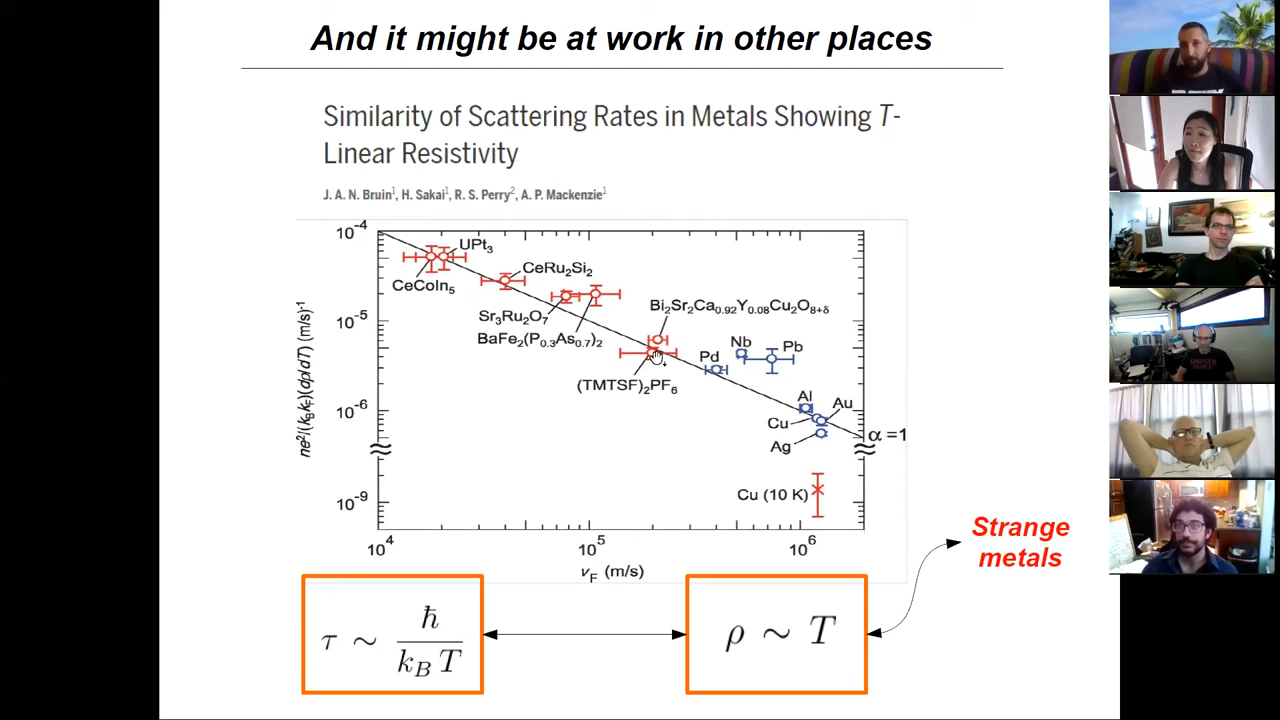 And it might be at work in other places
Similarity of Scattering Rates in Metals Showing T-
Linear Resistivity
J. A. N. Bruin¹, H. Sakai¹, R. S. Perry², A. P. Mackenzie¹
10⁻⁴
10⁻⁵
10⁻⁶
10⁻⁹
ne²/(k_Bk_F)(dρ/dT) (m/s)⁻¹
UPt₃
CeCoIn₅
CeRu₂Si₂
Sr₃Ru₂O₇
BaFe₂(P₀.₃As₀.₇)₂
Bi₂Sr₂Ca₀.₉₂Y₀.₀₈Cu₂O₈₊δ
(TMTSF)₂PF₆
Pd
Nb
Pb
Al
Au
Cu
Ag
α = 1
Cu (10 K)
10⁴
10⁵
10⁶
v_F (m/s)
Strange
metals
τ ~ ħ / k_B T
ρ ~ T